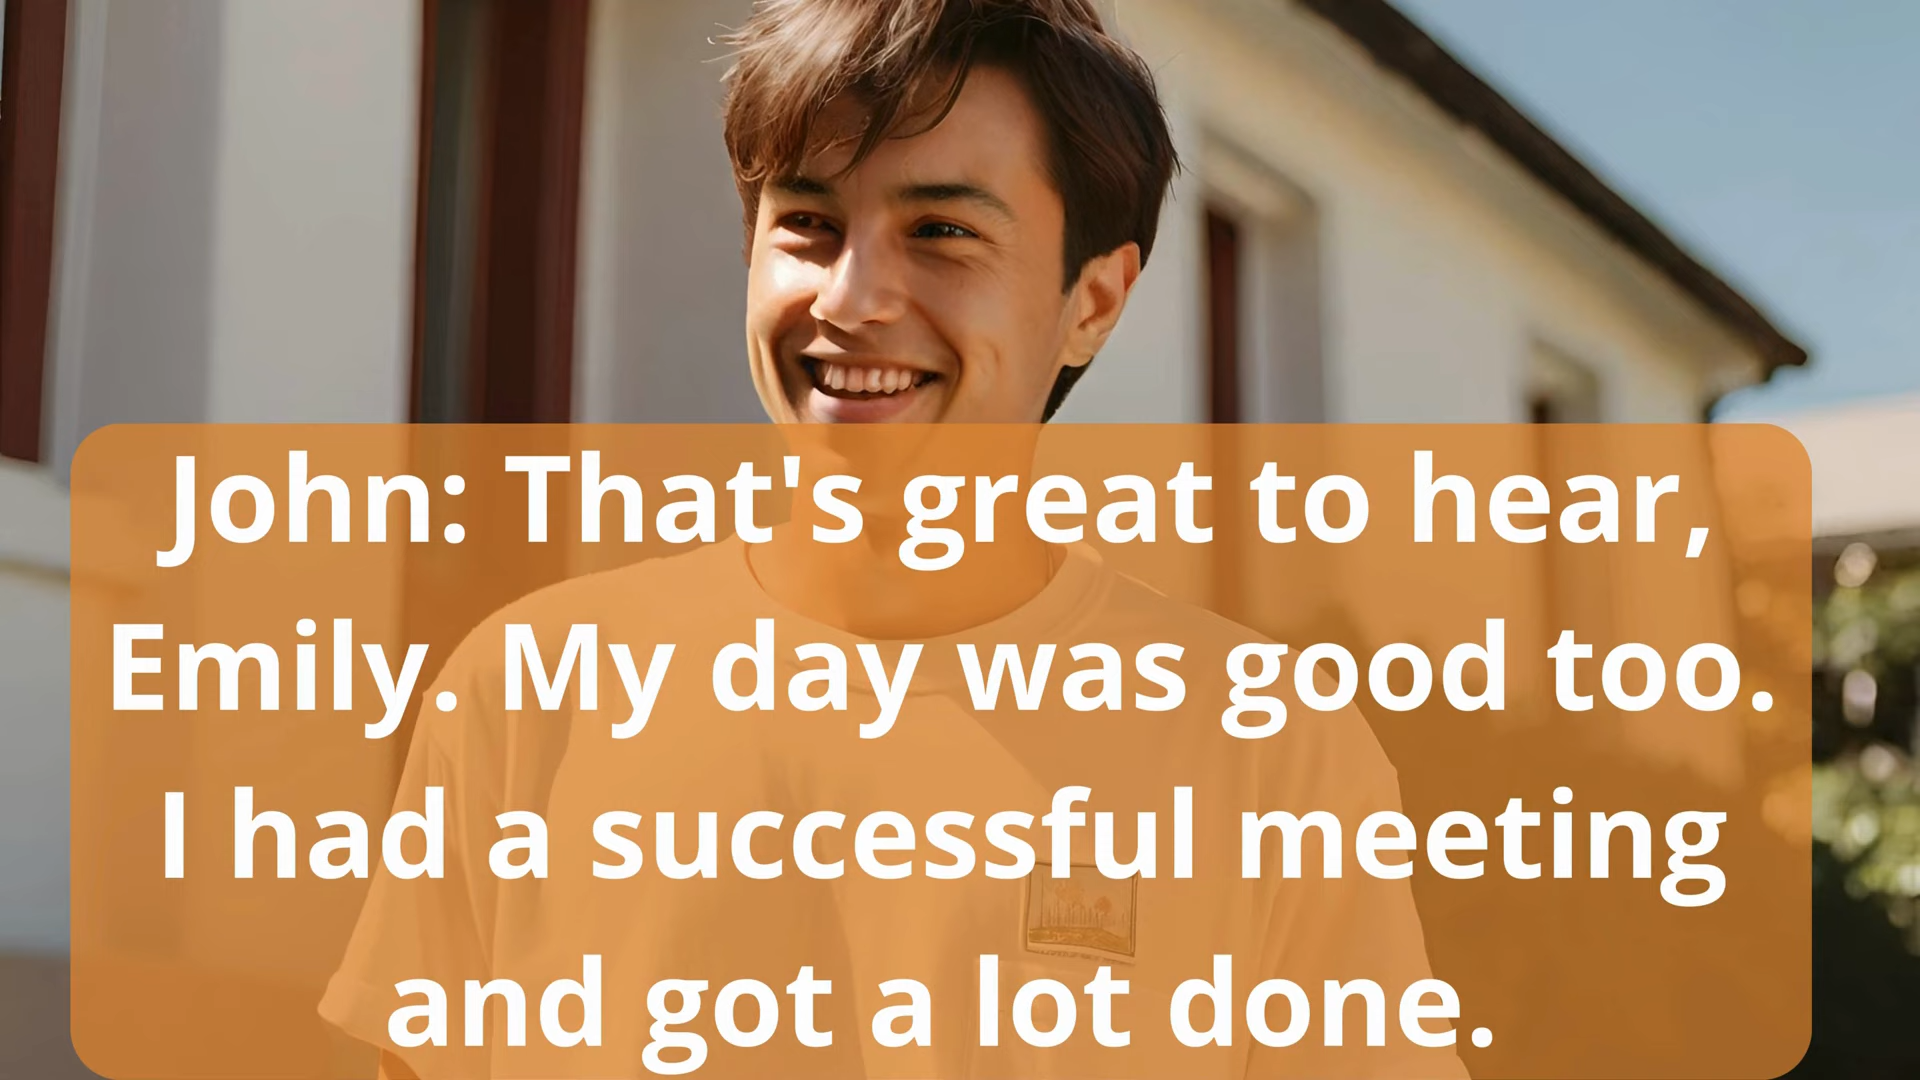 John: That's great to hear,
Emily. My day was good too.
I had a successful meeting
and got a lot done.